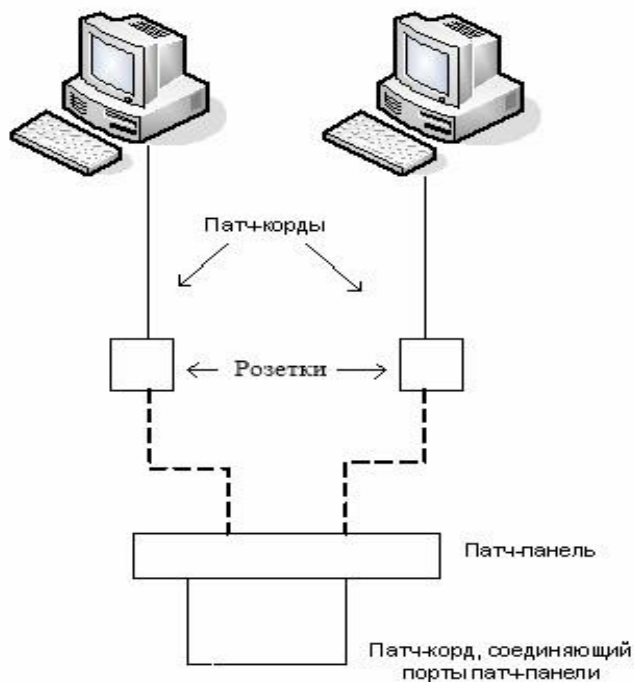 Патч-корды
Розетки
Патч-панель
Патч-корд, соединяющий
порты патч-панели